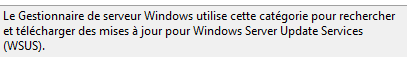 Le Gestionnaire de serveur Windows utilise cette catégorie pour rechercher
et télécharger des mises à jour pour Windows Server Update Services
(WSUS).